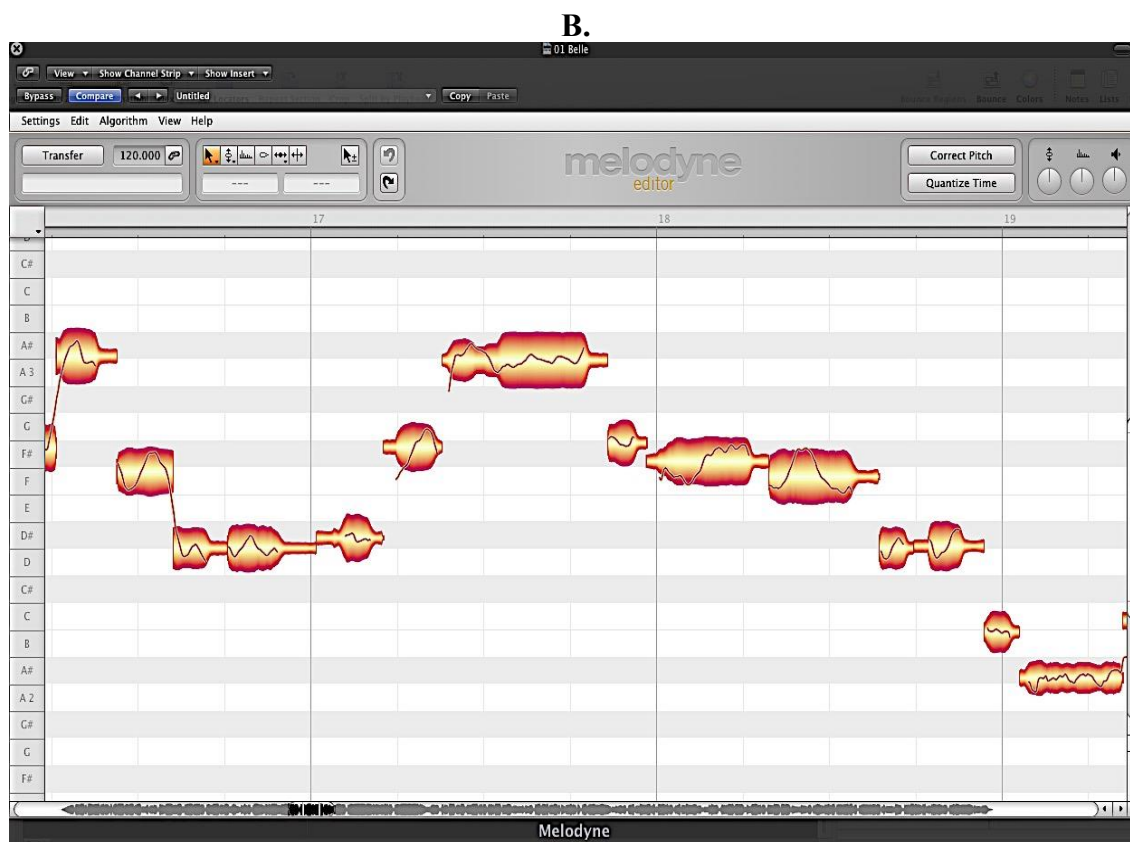 B.
01 Belle
View Show Channel Strip Show Insert
Bypass Compare Untitled Copy Paste
Settings Edit Algorithm View Help
Transfer 120.000 melodyne Correct Pitch
--- --- editor Quantize Time
17 18 19
C#
C
B
A#
A 3
G#
G
F#
F
E
D#
D
C#
C
B
A#
A 2
G#
G
F#
Melodyne